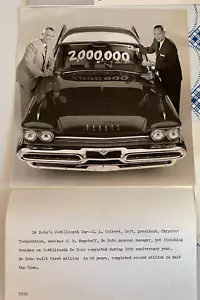 2,000,000
De Soto's 2-Millionth Car--L. L. Colbert, left, president, Chrysler
Corporation, watches J. B. Wagstaff, De Soto general manager, put finishing
touches on 2-Millionth De Soto completed during 30th anniversary year.
De Soto built first million in 22 years, completed second million in half
the time.